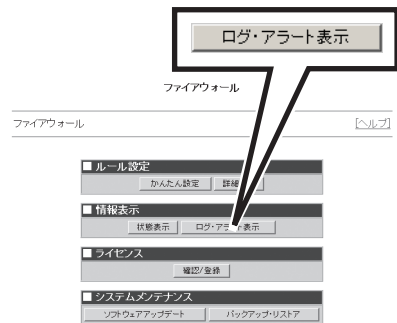 ログ・アラート表示
ファイアウォール
ファイアウォール [ヘルプ]
■ ルール設定
かんたん設定 詳細
■ 情報表示
状態表示 ログ・アラート表示
■ ライセンス
確認/登録
■ システムメンテナンス
ソフトウェアアップデート バックアップ・リストア